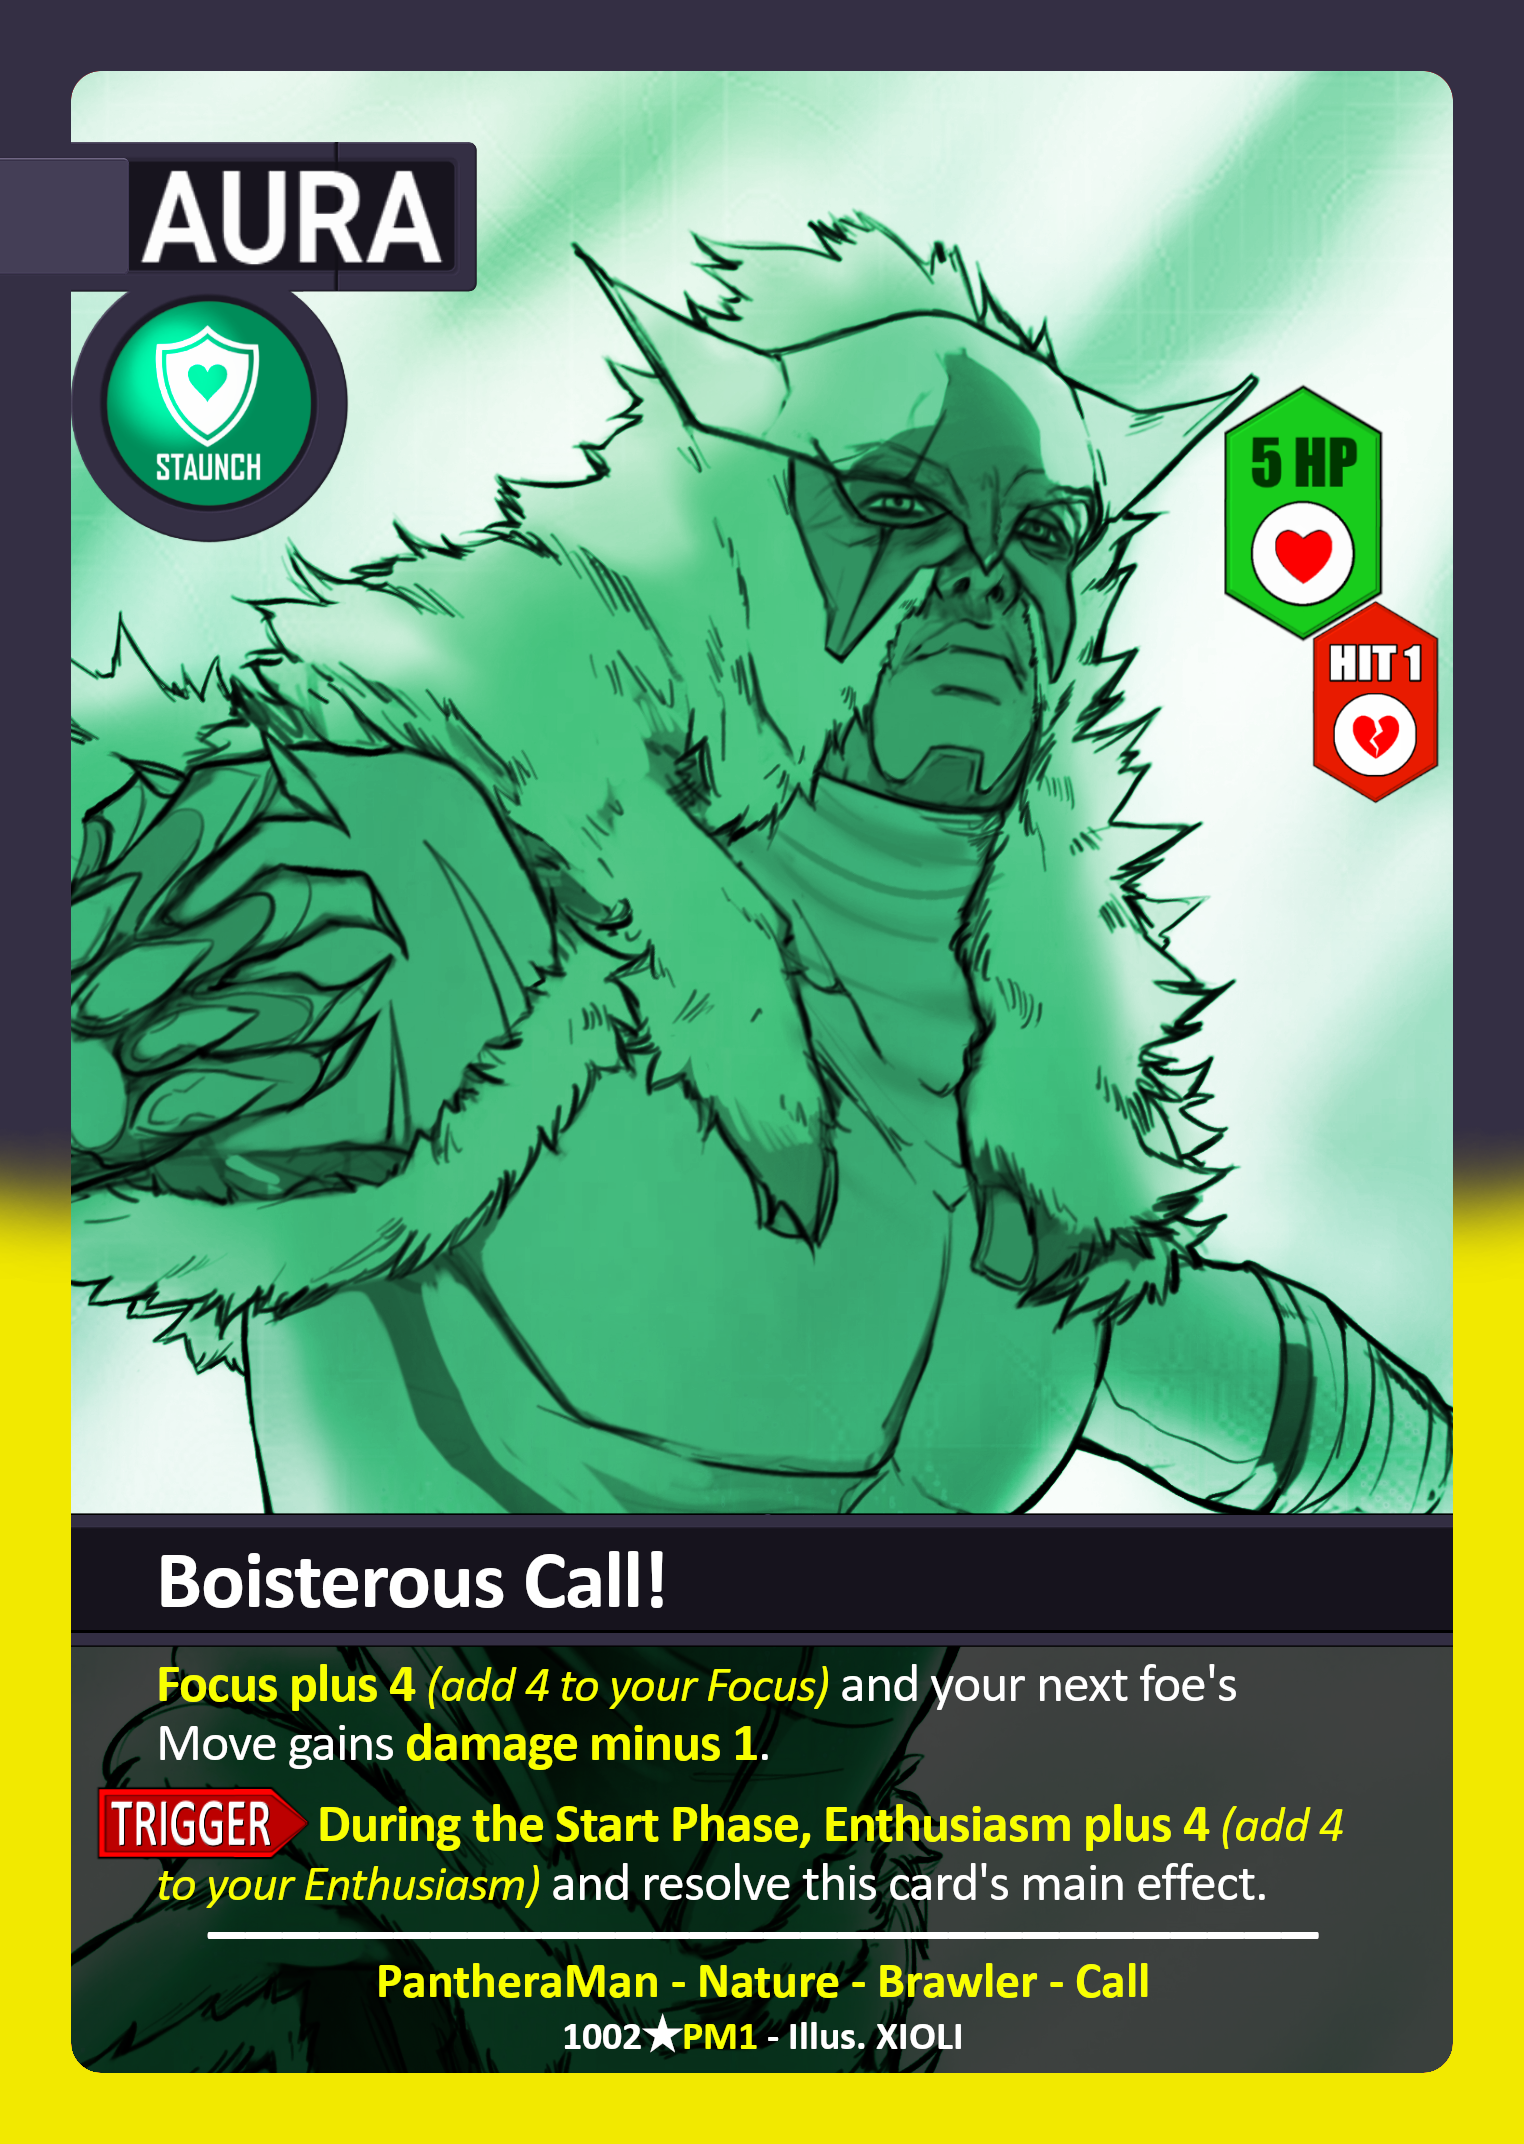 AURA
STAUNCH
5 HP
HIT 1
Boisterous Call!
Focus plus 4 (add 4 to your Focus) and your next foe's
Move gains damage minus 1.
TRIGGER During the Start Phase, Enthusiasm plus 4 (add 4
to your Enthusiasm) and resolve this card's main effect.
PantheraMan - Nature - Brawler - Call
1002★PM1 - Illus. XIOLI